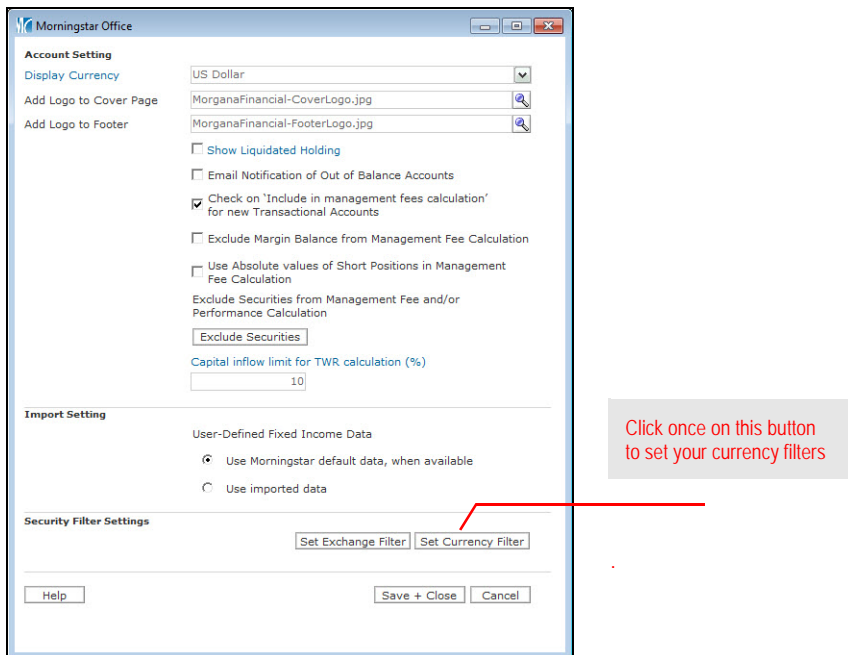 Morningstar Office
Account Setting
Display Currency
US Dollar
Add Logo to Cover Page
MorganaFinancial-CoverLogo.jpg
Add Logo to Footer
MorganaFinancial-FooterLogo.jpg
Show Liquidated Holding
Email Notification of Out of Balance Accounts
Check on 'Include in management fees calculation'
for new Transactional Accounts
Exclude Margin Balance from Management Fee Calculation
Use Absolute values of Short Positions in Management
Fee Calculation
Exclude Securities from Management Fee and/or
Performance Calculation
Exclude Securities
Capital inflow limit for TWR calculation (%)
10
Import Setting
User-Defined Fixed Income Data
Use Morningstar default data, when available
Use imported data
Security Filter Settings
Set Exchange Filter
Set Currency Filter
Help
Save + Close
Cancel
Click once on this button
to set your currency filters
.